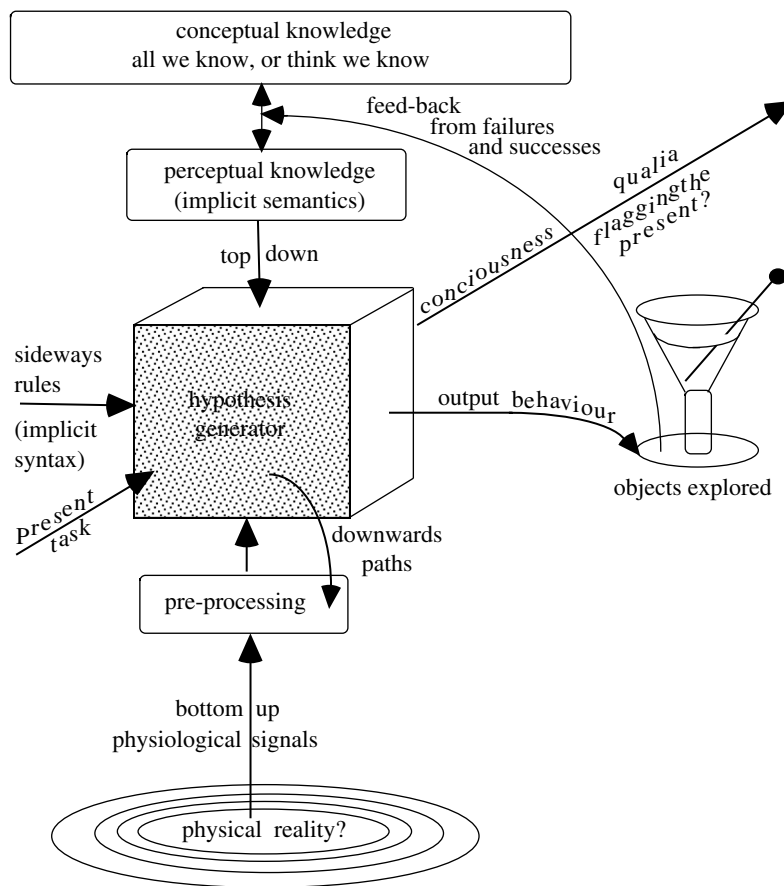 conceptual knowledge
all we know, or think we know
feed-back
from failures
and successes
perceptual knowledge
(implicit semantics)
qualia
flaggingthe
present?
conciousness
top down
sideways
rules
(implicit
syntax)
hypothesis
generator
output behaviour
objects explored
Present
task
downwards
paths
pre-processing
bottom up
physiological signals
physical reality?